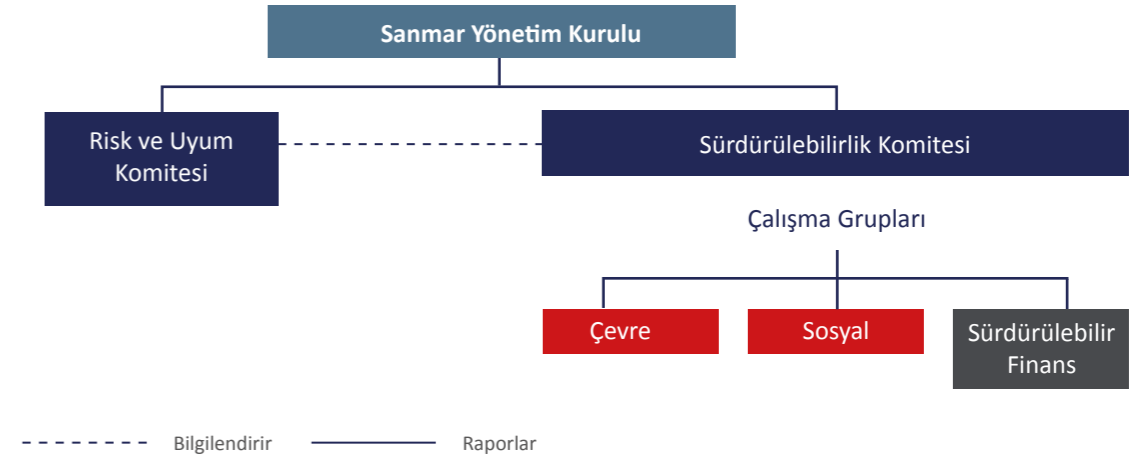 Sanmar Yönetim Kurulu
Risk ve Uyum
Komitesi
Sürdürülebilirlik Komitesi
Çalışma Grupları
Çevre
Sosyal
Sürdürülebilir
Finans
Bilgilendirir
Raporlar